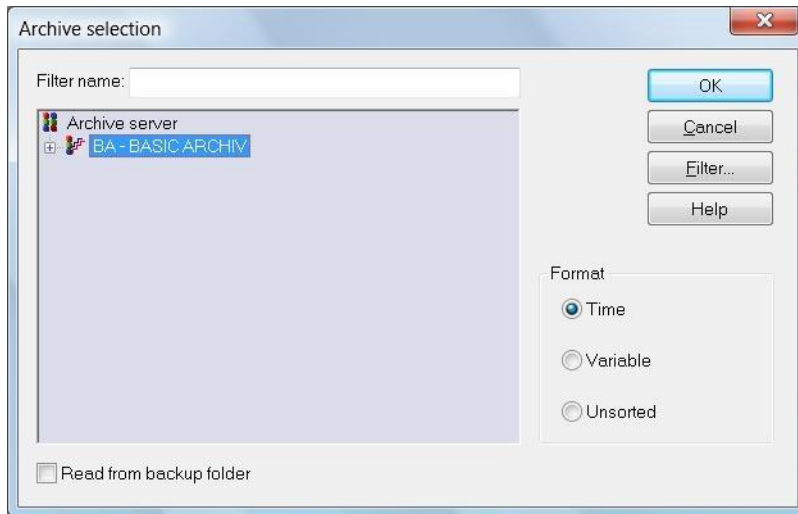 Archive selection
Filter name:
Archive server
BA - BASIC ARCHIV
OK
Cancel
Filter...
Help
Format
Time
Variable
Unsorted
Read from backup folder